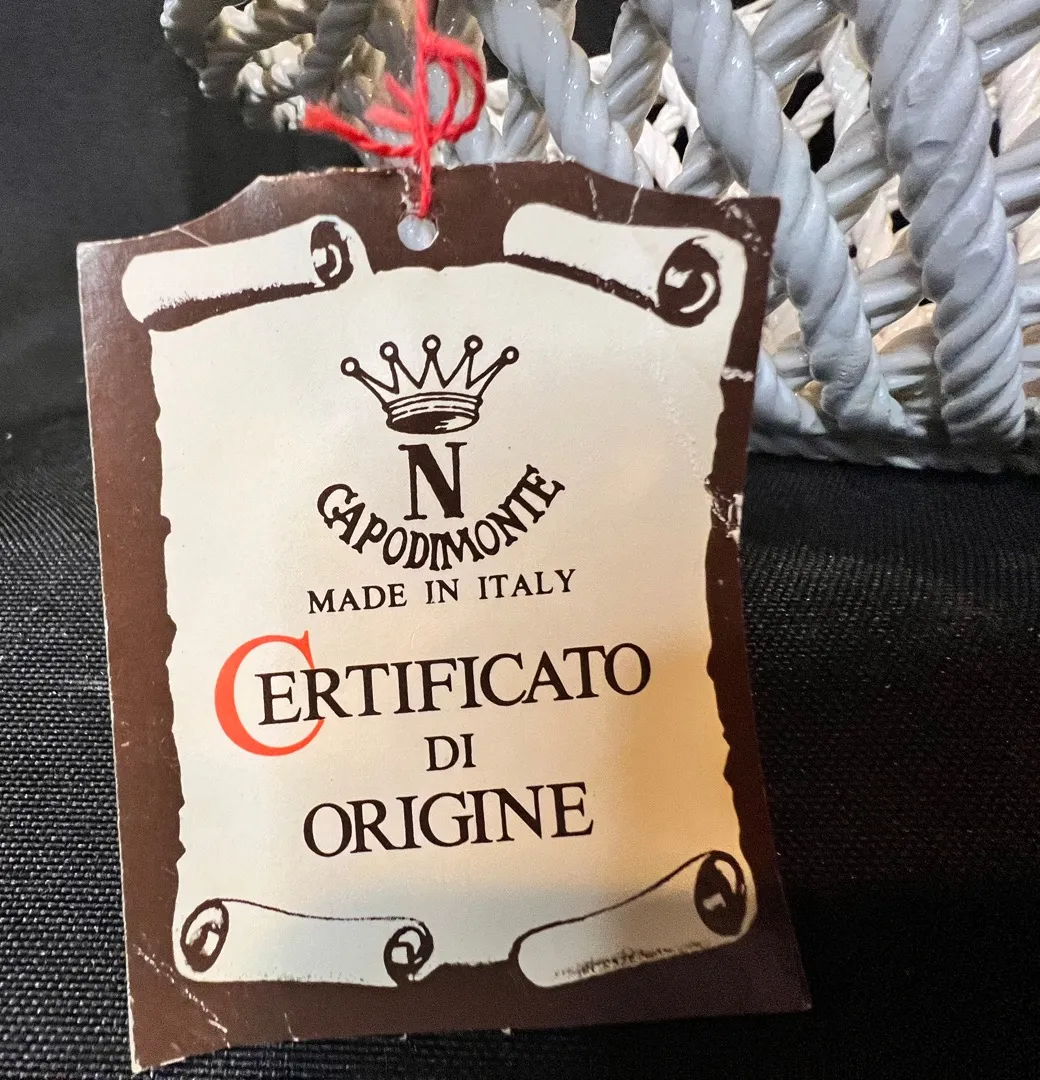 N
CAPODIMONTE
MADE IN ITALY
CERTIFICATO
DI
ORIGINE